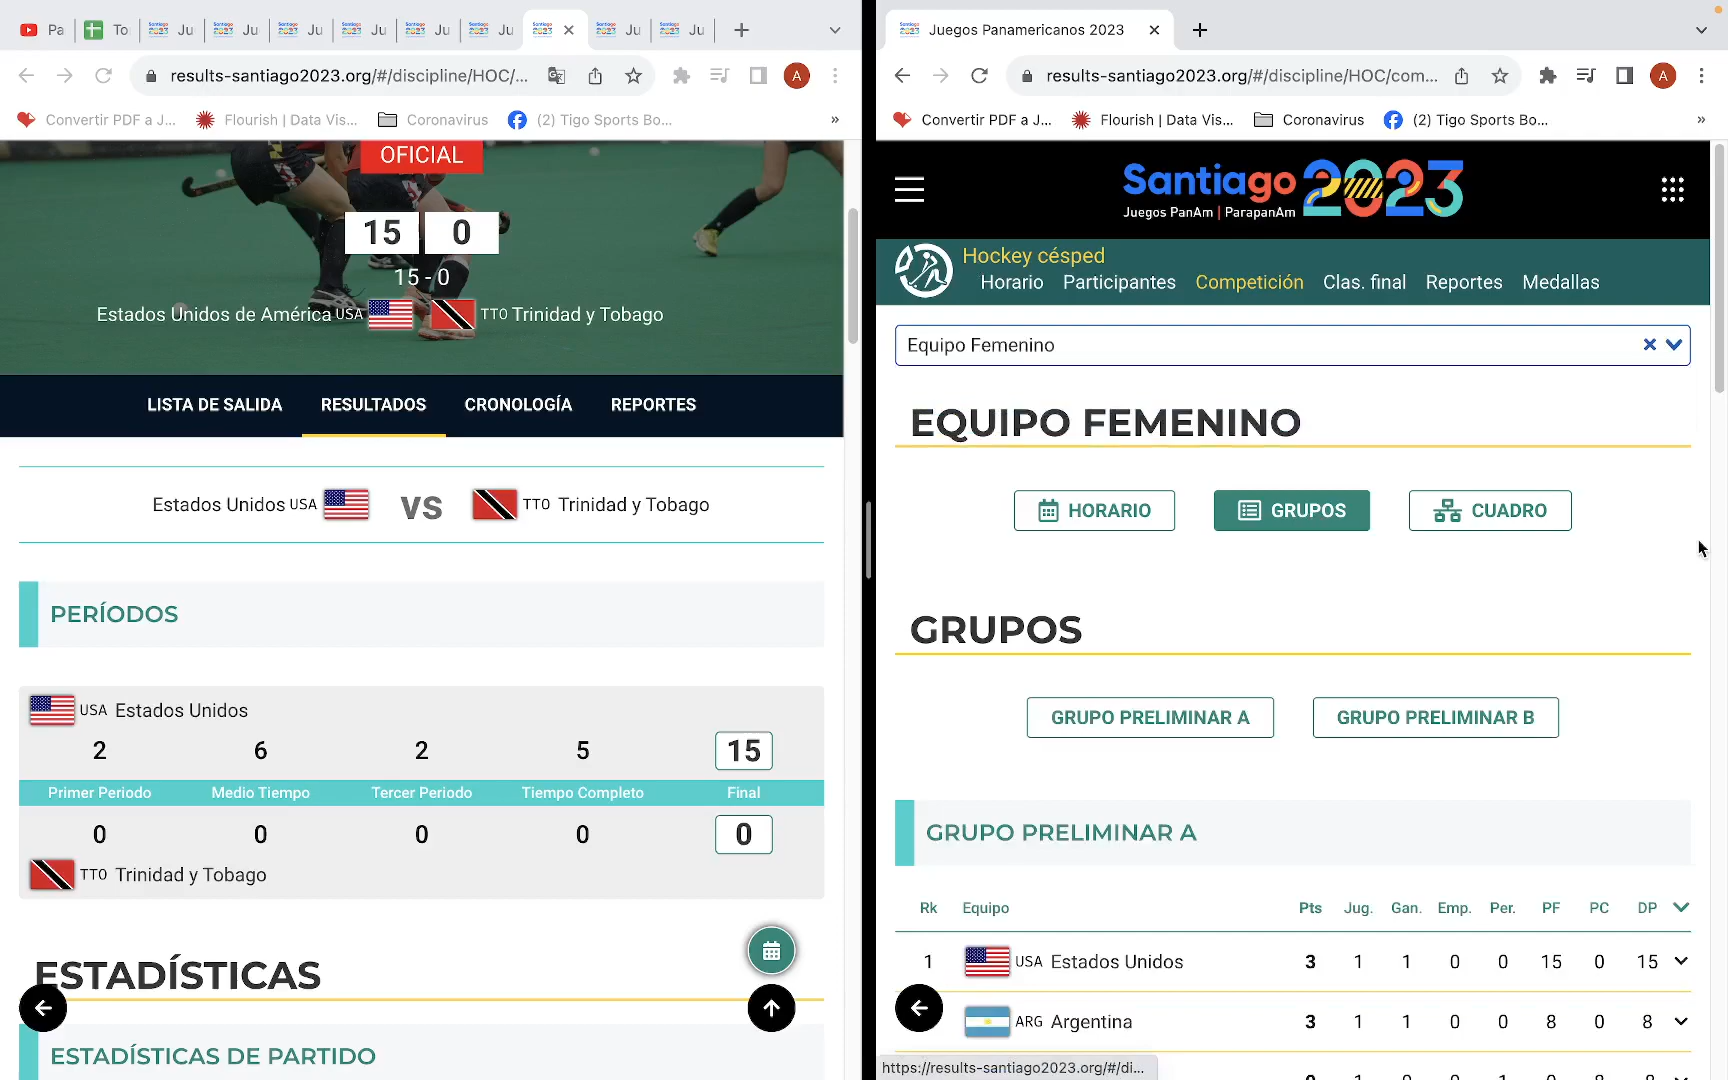 Pa
To
Ju
Ju
Ju
Ju
Ju
Ju
Ju
Ju
results-santiago2023.org/#/discipline/HOC/...
A
Convertir PDF a J...
Flourish | Data Vis...
Coronavirus
(2) Tigo Sports Bo...
»
OFICIAL
15 0
15 - 0
Estados Unidos de América USA TTO Trinidad y Tobago
LISTA DE SALIDA RESULTADOS CRONOLOGÍA REPORTES
Estados Unidos USA VS TTO Trinidad y Tobago
PERÍODOS
USA Estados Unidos
2 6 2 5 15
Primer Periodo Medio Tiempo Tercer Periodo Tiempo Completo Final
0 0 0 0 0
TTO Trinidad y Tobago
ESTADÍSTICAS
ESTADÍSTICAS DE PARTIDO
Juegos Panamericanos 2023
results-santiago2023.org/#/discipline/HOC/com...
A
Convertir PDF a J...
Flourish | Data Vis...
Coronavirus
(2) Tigo Sports Bo...
»
Santiago 2023
Juegos PanAm | ParapanAm
Hockey césped
Horario Participantes Competición Clas. final Reportes Medallas
Equipo Femenino
EQUIPO FEMENINO
HORARIO GRUPOS CUADRO
GRUPOS
GRUPO PRELIMINAR A GRUPO PRELIMINAR B
GRUPO PRELIMINAR A
Rk Equipo Pts Jug. Gan. Emp. Per. PF PC DP
1 USA Estados Unidos 3 1 1 0 0 15 0 15
ARG Argentina 3 1 1 0 0 8 0 8
https://results-santiago2023.org/#/di...